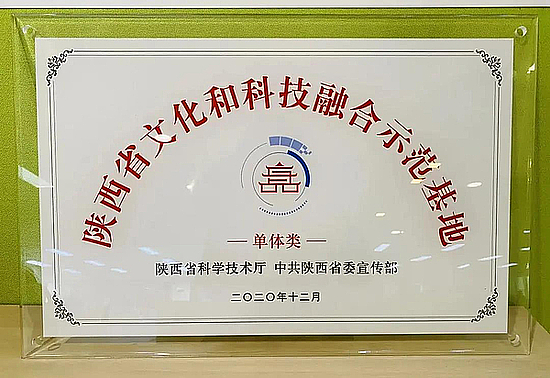 陕西省文化和科技融合示范基地
— 单体类 —
陕西省科学技术厅 中共陕西省委宣传部
二〇二〇年十二月